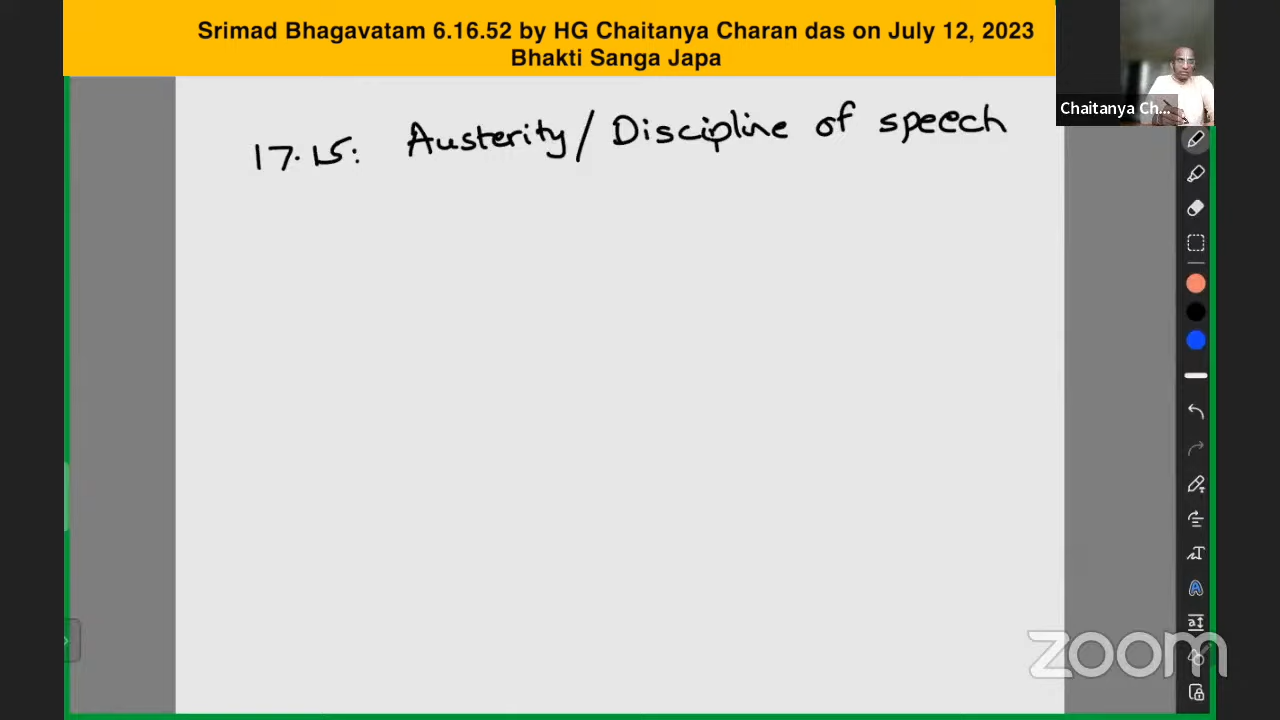 Srimad Bhagavatam 6.16.52 by HG Chaitanya Charan das on July 12, 2023
Bhakti Sanga Japa
Chaitanya Ch...
17.15: Austerity/Discipline of speech
zoom